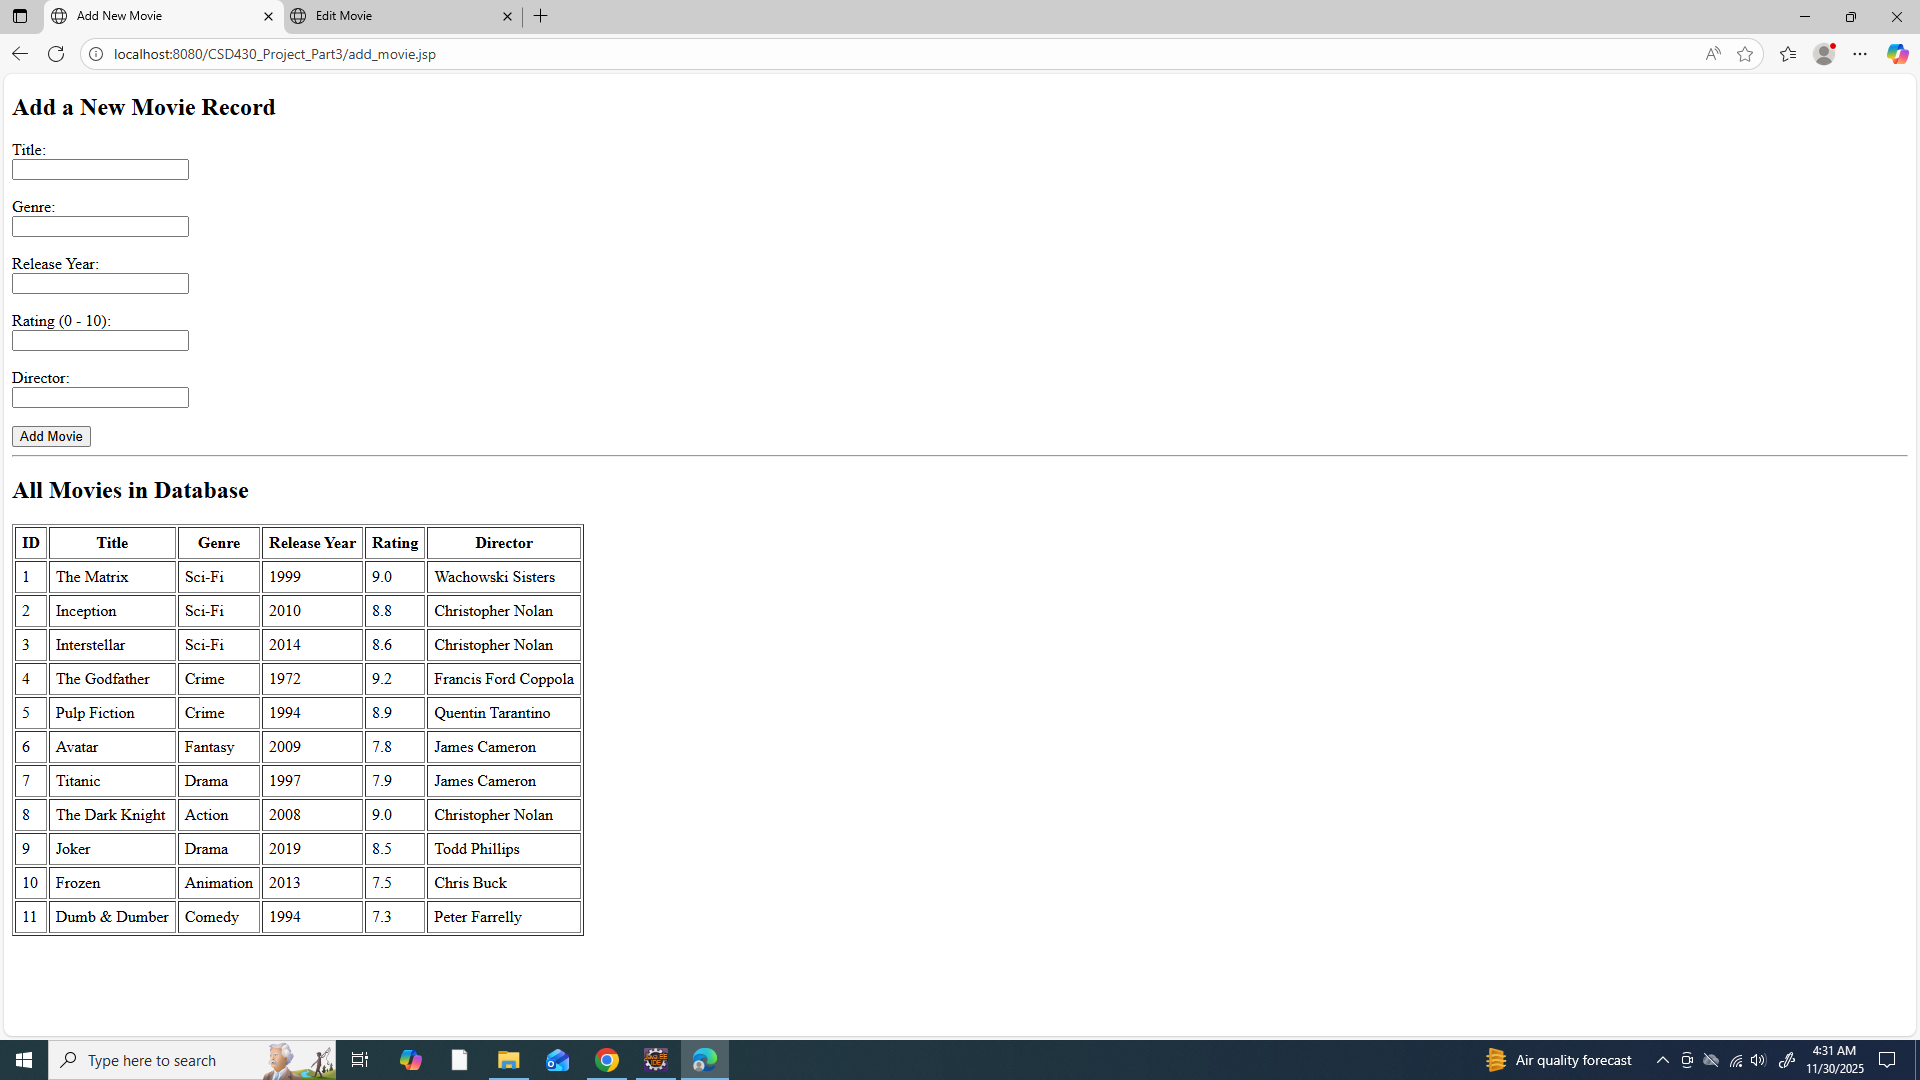 Add New Movie
Edit Movie
localhost:8080/CSD430_Project_Part3/add_movie.jsp
Add a New Movie Record
Title:
Genre:
Release Year:
Rating (0 - 10):
Director:
Add Movie
All Movies in Database
ID Title Genre Release Year Rating Director
1 The Matrix Sci-Fi 1999 9.0 Wachowski Sisters
2 Inception Sci-Fi 2010 8.8 Christopher Nolan
3 Interstellar Sci-Fi 2014 8.6 Christopher Nolan
4 The Godfather Crime 1972 9.2 Francis Ford Coppola
5 Pulp Fiction Crime 1994 8.9 Quentin Tarantino
6 Avatar Fantasy 2009 7.8 James Cameron
7 Titanic Drama 1997 7.9 James Cameron
8 The Dark Knight Action 2008 9.0 Christopher Nolan
9 Joker Drama 2019 8.5 Todd Phillips
10 Frozen Animation 2013 7.5 Chris Buck
11 Dumb & Dumber Comedy 1994 7.3 Peter Farrelly
Type here to search
Java EE
IDE
Air quality forecast
4:31 AM
11/30/2025